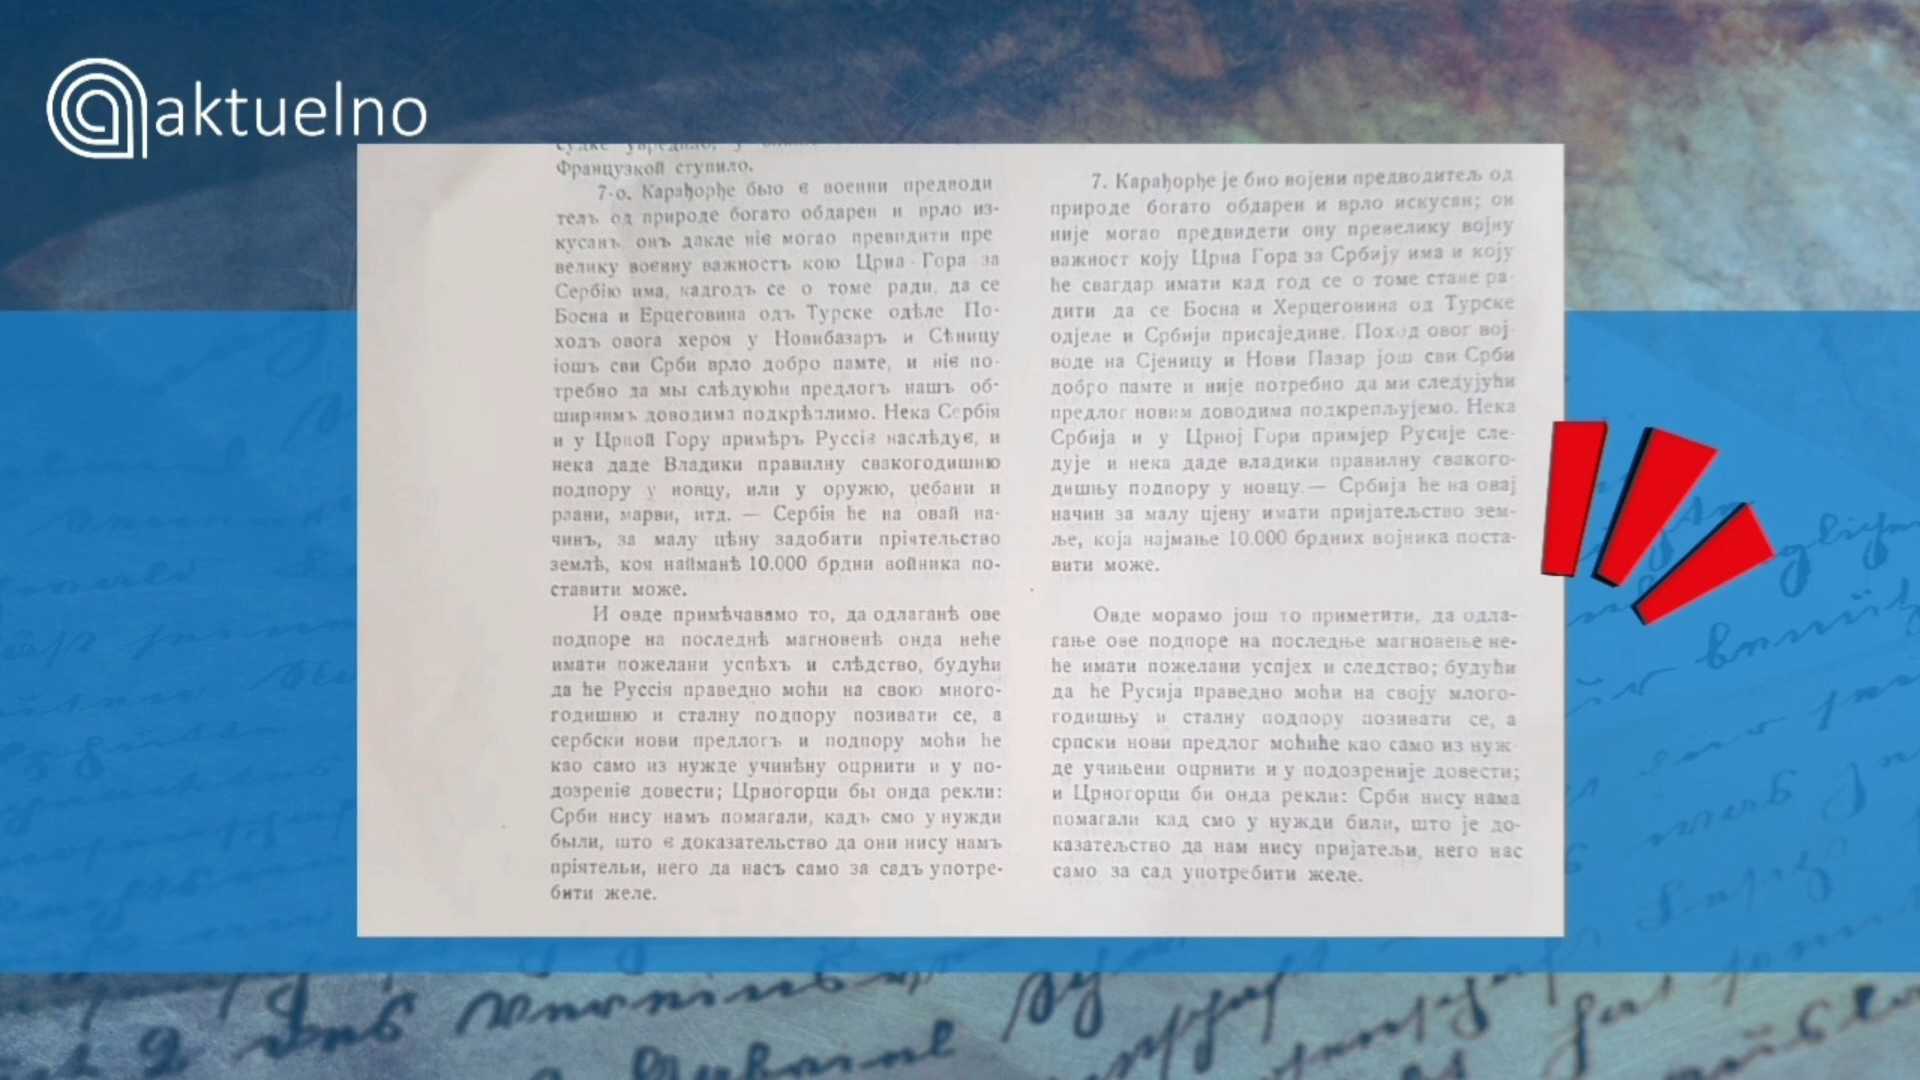 aktuelno
Французкой ступило.
7-о. Карађорђе быо є воении предводи
телъ од природе богато обдарен и врло из-
кусанъ, онъ дакле ніє могао превидити пре
велику воєнну важность кою Црна Гора за
Сербію има, кадгодъ се о томе ради, да се
Босна и Ерцеговина одъ Турске одѣле По-
ходъ овога хероя у Новибазаръ и Сѣницу
іошъ сви Срби врло добро памте, и ніє по-
требно да мы слѣдуюћи предлогъ нашъ об-
ширнимъ доводима подкрѣплимо. Нека Сербія
и у Црной Гору примѣръ Руссіє наслѣдує, и
нека даде Владики правилну свакогодишню
подпору у новцу, или у оружю, џебани и
раани, марви, итд. — Сербія ће на овай на-
чинъ, за малу цѣну задобити пріятельство
землѣ, коя найманѣ 10.000 брдни войника по-
ставити може.
И овде примѣчавамо то, да одлаганѣ ове
подпоре на последнѣ магновенѣ онда неће
имати пожелани успѣхъ и слѣдство, будући
да ће Руссія праведно моћи на свою много-
годишню и сталну подпору позивати се, а
сербски нови предлогъ и подпору моћи ће
као само из нужде учинѣну оцрнити и у по-
дозреніє довести; Црногорци бы онда рекли:
Срби нису намъ помагали, кадъ смо у нужди
были, што є доказательство да они нису намъ
пріятельи, него да насъ само за садъ употре-
бити желе.
7. Карађорђе је био војени предводитељ од
природе богато обдарен и врло искусан; он
није могао предвидети ону превелику војну
важност коју Црна Гора за Србију има и коју
ће свагдар имати кад год се о томе стане ра-
дити да се Босна и Херцеговина од Турске
одјеле и Србији присаједине. Поход овог вој-
воде на Сјеницу и Нови Пазар још сви Срби
добро памте и није потребно да ми следујући
предлог новим доводима подкрепљујемо. Нека
Србија и у Црној Гори примјер Русије сле-
дује и нека даде владики правилну свакого-
дишњу подпору у новцу.— Србија ће на овај
начин за малу цјену имати пријатељство зем-
ље, која најмање 10.000 брдних војника поста-
вити може.
Овде морамо још то приметити, да одла-
гање ове подпоре на последње магновење не-
ће имати пожелани успјех и следство; будући
да ће Русија праведно моћи на своју млого-
годишњу и сталну подпору позивати се, а
српски нови предлог моћиће као само из нуж-
де учињени оцрнити и у подозреније довести;
и Црногорци би онда рекли: Срби нису нама
помагали кад смо у нужди били, што је до-
казатељство да нам нису пријатељи, него нас
само за сад употребити желе.